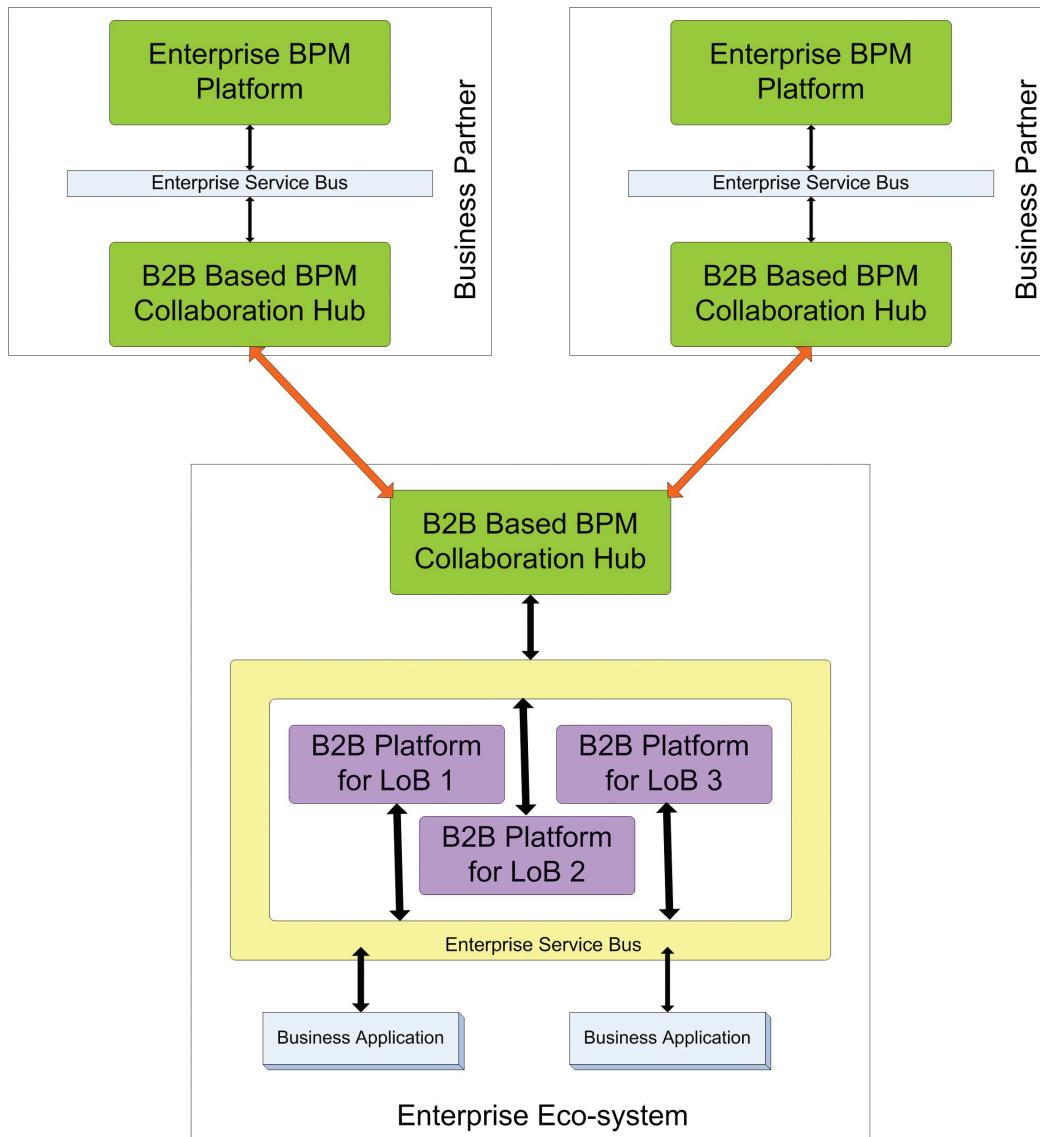 Enterprise BPM
Platform
Enterprise Service Bus
B2B Based BPM
Collaboration Hub
Business Partner
Enterprise BPM
Platform
Enterprise Service Bus
B2B Based BPM
Collaboration Hub
Business Partner
B2B Based BPM
Collaboration Hub
B2B Platform
for LoB 1
B2B Platform
for LoB 3
B2B Platform
for LoB 2
Enterprise Service Bus
Business Application
Business Application
Enterprise Eco-system